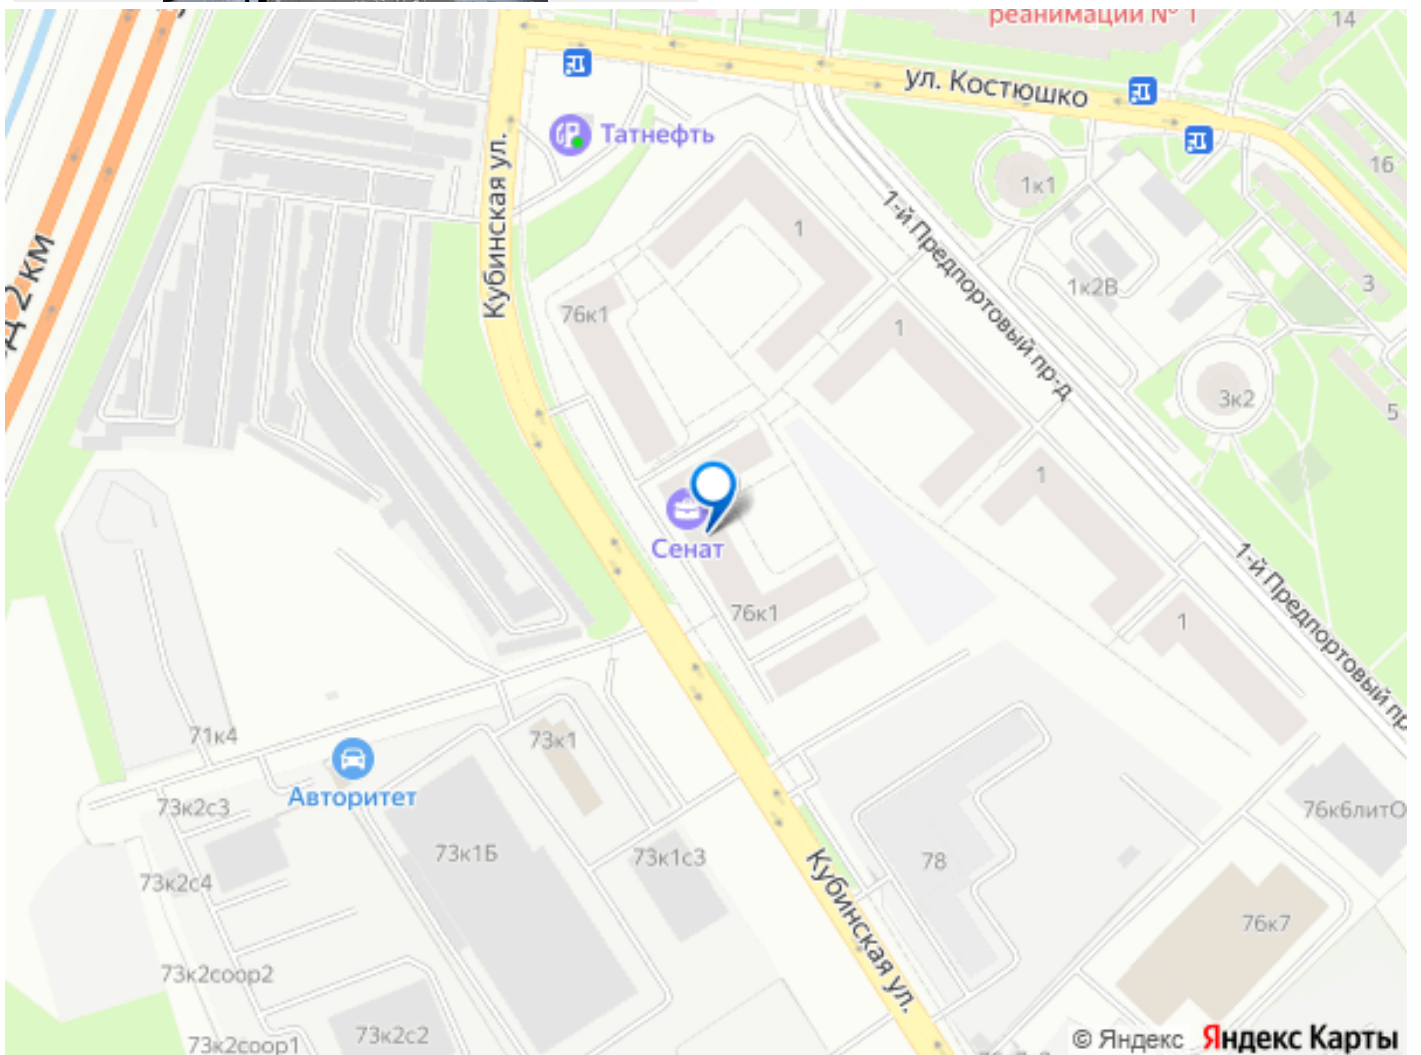 реанимации № 1
14
ул. Костюшко
Татнефть
Кубинская ул.
16
1к1
1-й Предпортовый пр-д
1
д 2 км
3
1к2В
76к1
1
3к2
5
1
Сенат
1-й Предпортовый пр
76к1
1
71к4
73к1
Авторитет
73к2с3
76к6литО
73к1Б
73к1с3
Кубинская ул.
78
73к2с4
76к7
73к2соор2
73к2с2
73к2соор1
© Яндекс Яндекс Карты